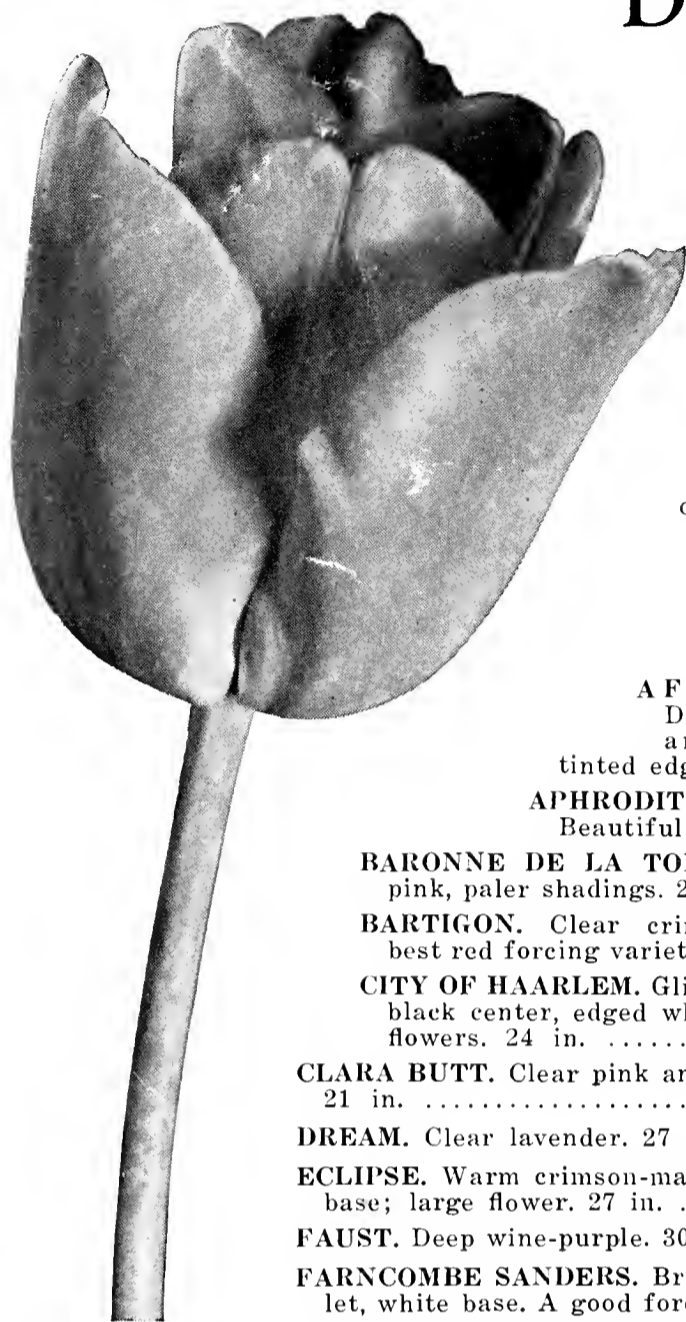 D
o
A F
D
a
tinted edg
APHRODIT
Beautiful
BARONNE DE LA TO
pink, paler shadings. 2
BARTIGON. Clear cri
best red forcing variet
CITY OF HAARLEM. Gli
black center, edged w
flowers. 24 in. ......
CLARA BUTT. Clear pink an
21 in. ....................
DREAM. Clear lavender. 27
ECLIPSE. Warm crimson-ma
base; large flower. 27 in. .
FAUST. Deep wine-purple. 30
FARNCOMBE SANDERS. Br
let, white base. A good for